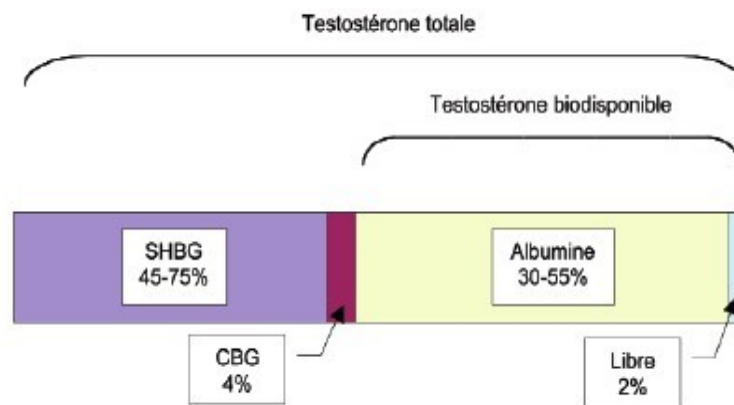 Testostérone totale
Testostérone biodisponible
SHBG
45-75%
Albumine
30-55%
CBG
4%
Libre
2%